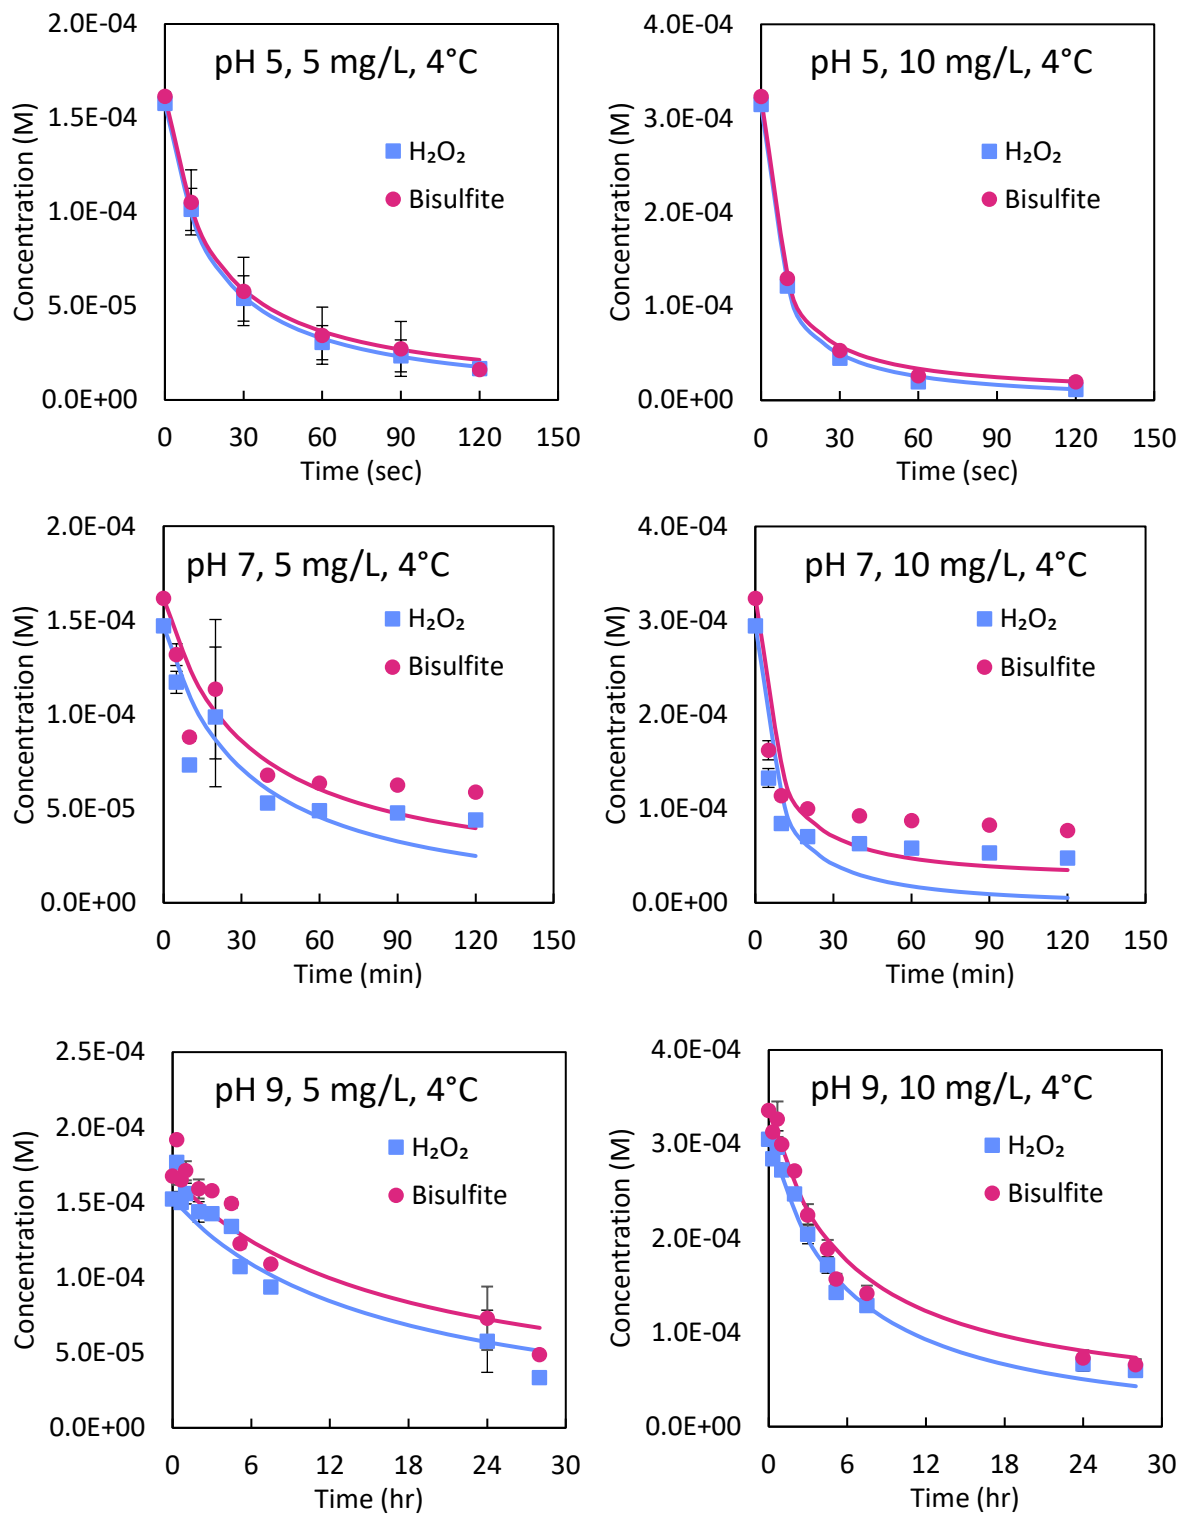 pH 5, 5 mg/L, 4°C
Concentration (M)
2.0E-04
1.5E-04
1.0E-04
5.0E-05
0.0E+00
H₂O₂
Bisulfite
0 30 60 90 120 150
Time (sec)
pH 5, 10 mg/L, 4°C
Concentration (M)
4.0E-04
3.0E-04
2.0E-04
1.0E-04
0.0E+00
H₂O₂
Bisulfite
0 30 60 90 120 150
Time (sec)
pH 7, 5 mg/L, 4°C
Concentration (M)
2.0E-04
1.5E-04
1.0E-04
5.0E-05
0.0E+00
H₂O₂
Bisulfite
0 30 60 90 120 150
Time (min)
pH 7, 10 mg/L, 4°C
Concentration (M)
4.0E-04
3.0E-04
2.0E-04
1.0E-04
0.0E+00
H₂O₂
Bisulfite
0 30 60 90 120 150
Time (min)
pH 9, 5 mg/L, 4°C
Concentration (M)
2.5E-04
2.0E-04
1.5E-04
1.0E-04
5.0E-05
0.0E+00
H₂O₂
Bisulfite
0 6 12 18 24 30
Time (hr)
pH 9, 10 mg/L, 4°C
Concentration (M)
4.0E-04
3.0E-04
2.0E-04
1.0E-04
0.0E+00
H₂O₂
Bisulfite
0 6 12 18 24 30
Time (hr)